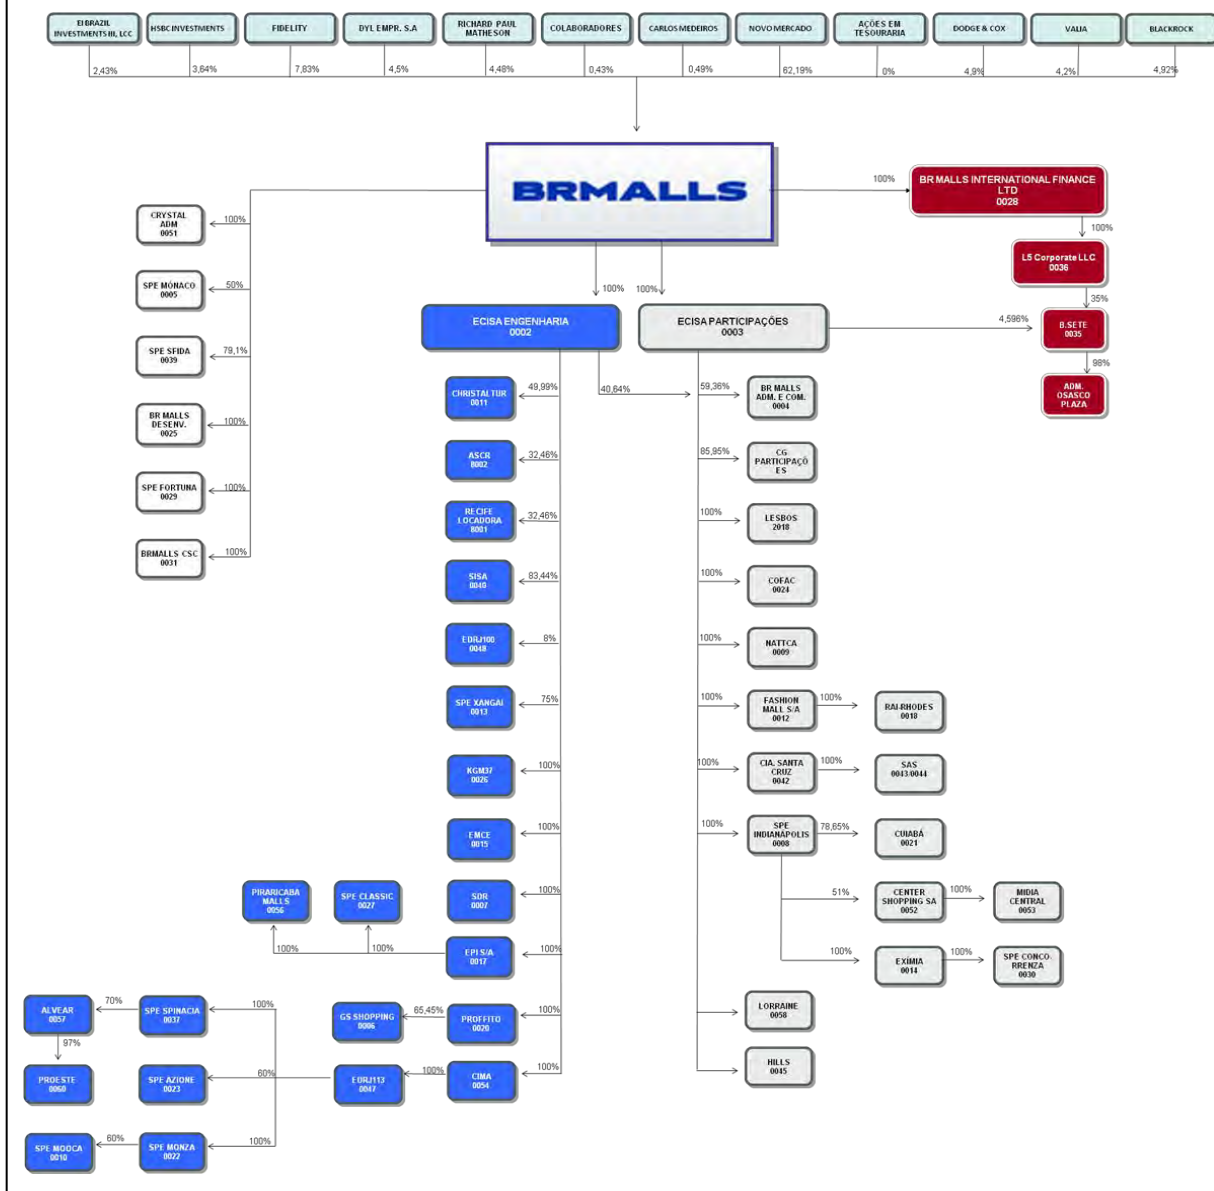 EI BRAZIL
INVESTMENTS III, LCC
HSBC INVESTMENTS
FIDELITY
DYL EMPR. S.A
RICHARD PAUL
MATHESON
COLABORADORES
CARLOS MEDEIROS
NOVO MERCADO
AÇÕES EM
TESOURARIA
DODGE & COX
VALIA
BLACKROCK
2,43%
3,64%
7,83%
4,5%
4,48%
0,43%
0,49%
62,19%
0%
4,9%
4,2%
4,92%
BRMALLS
100%
BR MALLS INTERNATIONAL FINANCE
LTD
0028
100%
L5 Corporate LLC
0036
35%
B.SETE
0035
98%
ADM.
OSASCO
PLAZA
CRYSTAL
ADM
0051
100%
SPE MÔNACO
0005
50%
SPE SFIDA
0039
79,1%
BR MALLS
DESENV.
0025
100%
SPE FORTUNA
0029
100%
BRMALLS CSC
0031
100%
100%
100%
ECISA ENGENHARIA
0002
ECISA PARTICIPAÇÕES
0003
4,596%
CHRISTALTUR
0011
49,99%
40,64%
59,36%
BR MALLS
ADM. E COM.
0004
ASCR
8002
32,46%
85,95%
CG
PARTICIPAÇÕ
ES
RECIFE
LOCADORA
8001
32,46%
100%
LESBOS
2018
SISA
0040
83,44%
100%
COFAC
0024
EDRJ100
0048
8%
100%
NATTCA
0009
SPE XANGAI
0013
75%
100%
FASHION
MALL S/A
0012
100%
RAI-RHODES
0018
KGM37
0026
100%
100%
CIA. SANTA
CRUZ
0042
100%
SAS
0043/0044
EMCE
0015
100%
100%
SPE
INDIANAPOLIS
0008
78,65%
CUIABÁ
0021
PIRARICABA
MALLS
0056
SPE CLASSIC
0027
SDR
0007
100%
51%
CENTER
SHOPPING SA
0052
100%
MIDIA
CENTRAL
0053
100%
100%
EPI S/A
0017
100%
100%
EXÍMIA
0014
100%
SPE CONCO
RRENZA
0030
ALVEAR
0057
70%
SPE SPINACIA
0037
100%
GS SHOPPING
0006
65,45%
PROFFITO
0020
100%
LORRAINE
0058
97%
PROESTE
0060
SPE AZIONE
0023
60%
EDRJ113
0047
100%
CIMA
0054
100%
HILLS
0045
SPE MOOCA
0010
60%
SPE MONZA
0022
100%